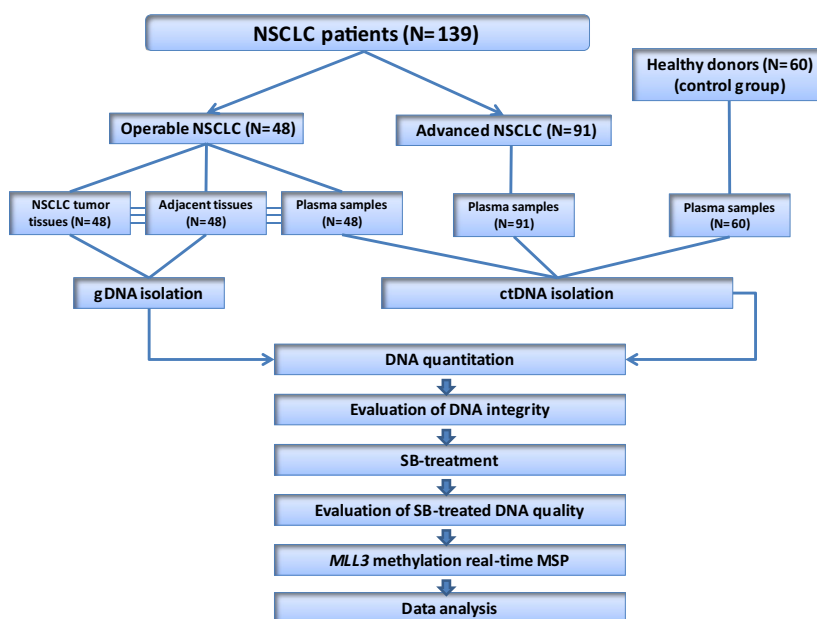 NSCLC patients (N=139)
Healthy donors (N=60)
(control group)
Operable NSCLC (N=48)
Advanced NSCLC (N=91)
NSCLC tumor
tissues (N=48)
Adjacent tissues
(N=48)
Plasma samples
(N=48)
Plasma samples
(N=91)
Plasma samples
(N=60)
gDNA isolation
ctDNA isolation
DNA quantitation
Evaluation of DNA integrity
SB-treatment
Evaluation of SB-treated DNA quality
MLL3 methylation real-time MSP
Data analysis